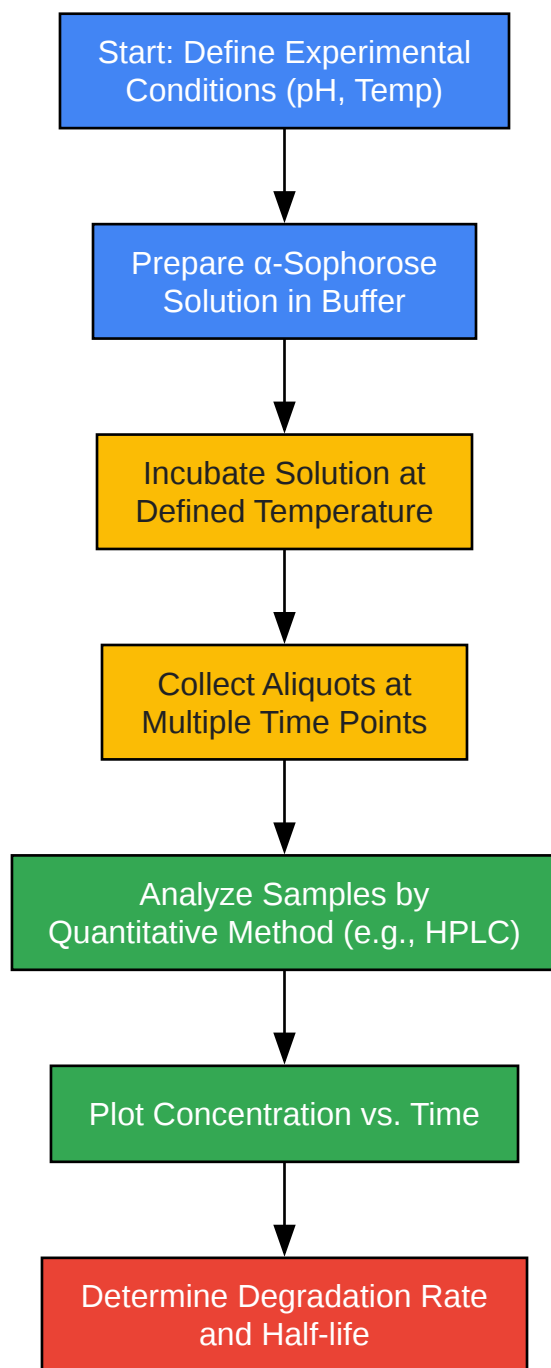 Start: Define Experimental
Conditions (pH, Temp)
Prepare α-Sophorose
Solution in Buffer
Incubate Solution at
Defined Temperature
Collect Aliquots at
Multiple Time Points
Analyze Samples by
Quantitative Method (e.g., HPLC)
Plot Concentration vs. Time
Determine Degradation Rate
and Half-life